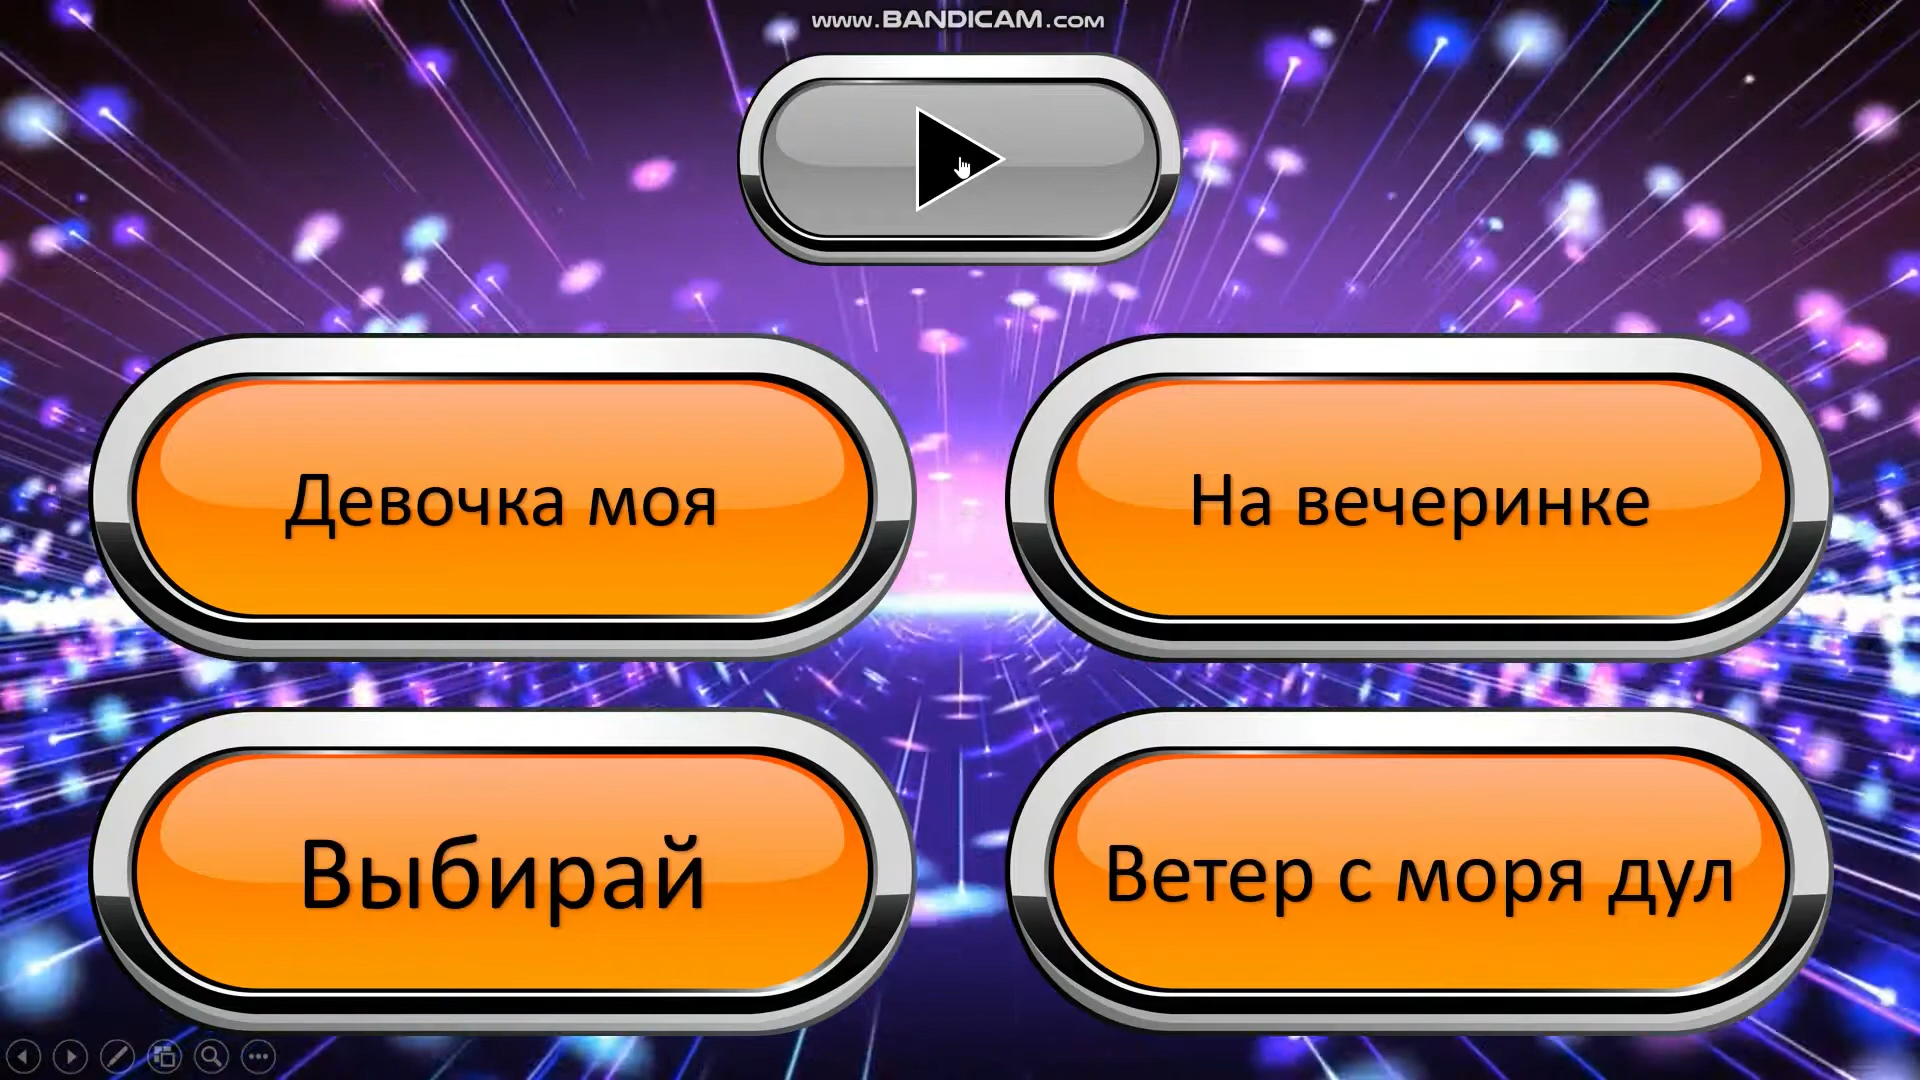 www.BANDICAM.com
Девочка моя
На вечеринке
Выбирай
Ветер с моря дул